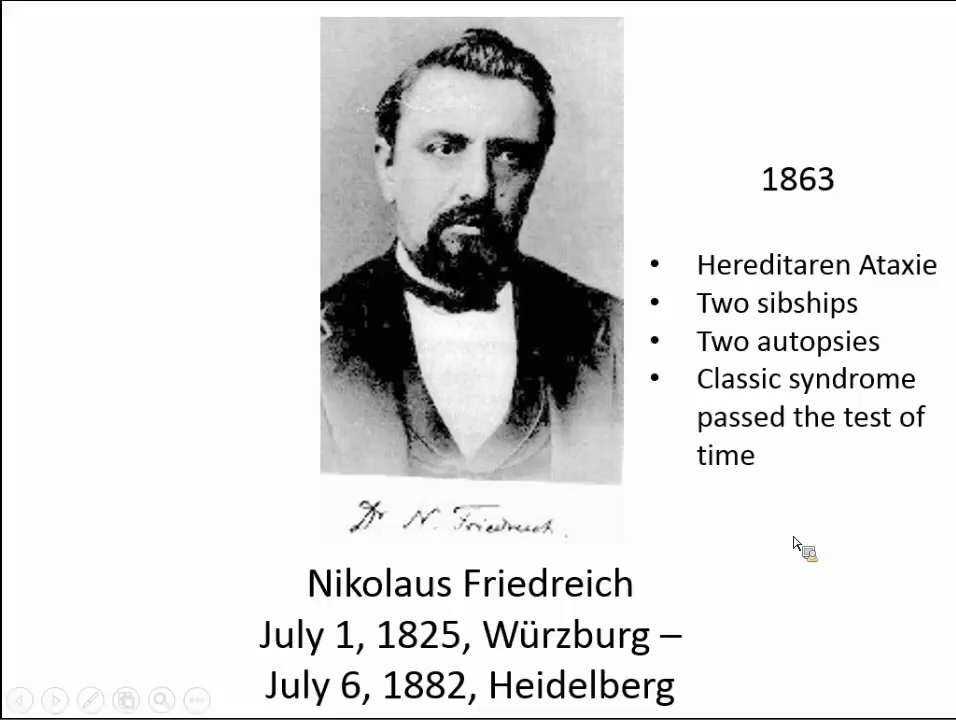 1863
• Hereditaren Ataxie
• Two sibships
• Two autopsies
• Classic syndrome
passed the test of
time
Dr N. Friedreich.
Nikolaus Friedreich
July 1, 1825, Würzburg –
July 6, 1882, Heidelberg